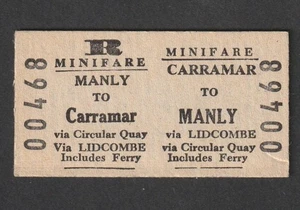 R
MINIFARE
MANLY
TO
Carramar
via Circular Quay
Via LIDCOMBE
Includes Ferry
00468
MINIFARE
CARRAMAR
TO
MANLY
via LIDCOMBE
via Circular Quay
Includes Ferry
00468